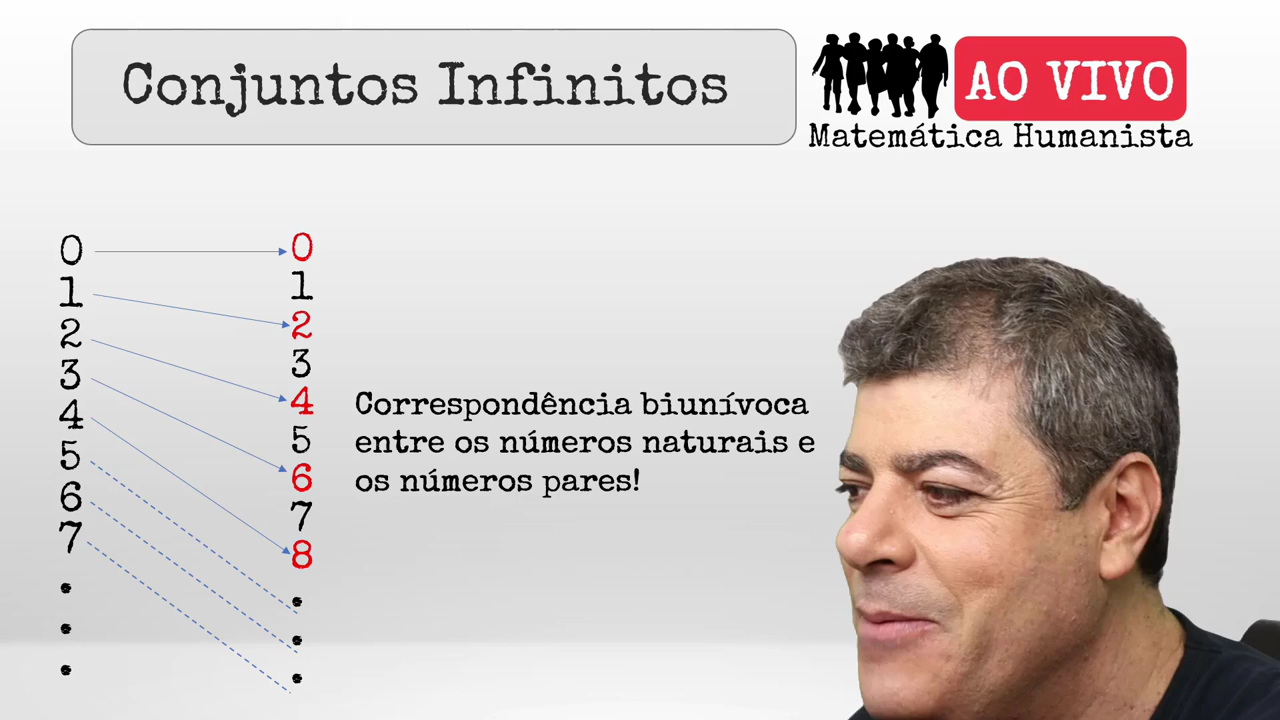 Conjuntos Infinitos
AO VIVO
Matemática Humanista
0
1
2
3
4
5
6
7
0
1
2
3
4
5
6
7
8
Correspondência biunívoca
entre os números naturais e
os números pares!